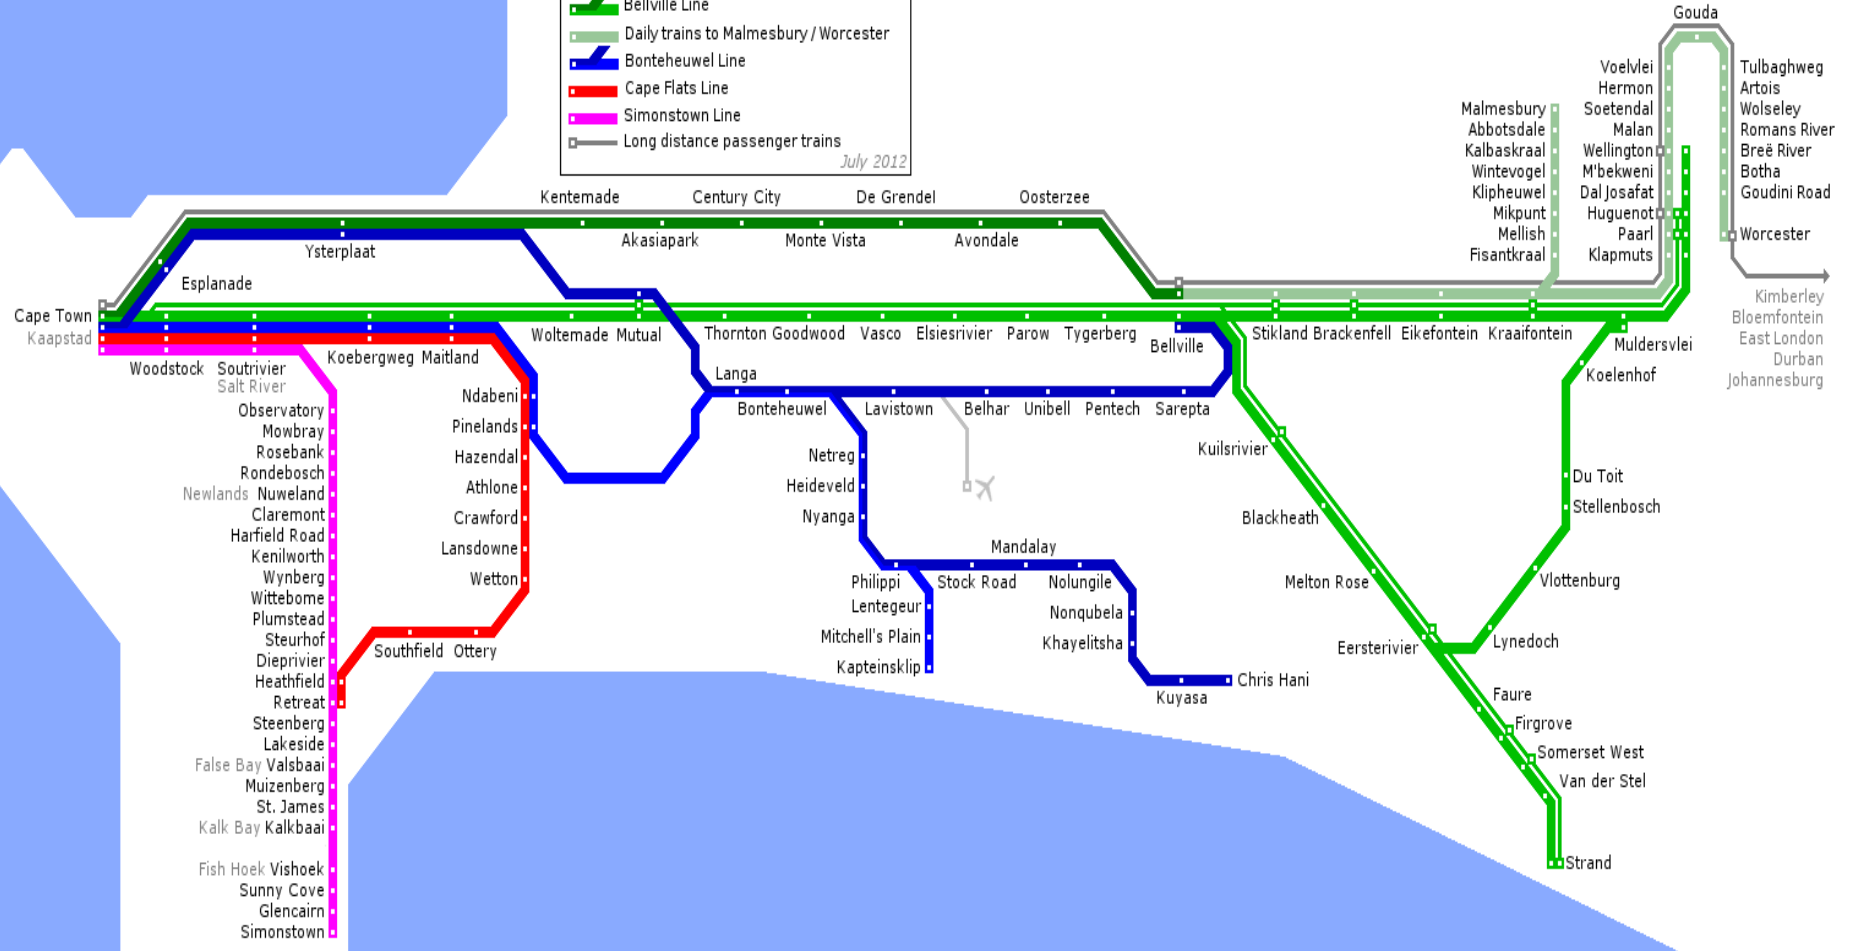 Bellville Line
Daily trains to Malmesbury / Worcester
Bonteheuwel Line
Cape Flats Line
Simonstown Line
Long distance passenger trains
July 2012
Gouda
Voelvlei
Hermon
Soetendal
Malan
Wellington
M'bekweni
Dal Josafat
Huguenot
Paarl
Klapmuts
Tulbaghweg
Artois
Wolseley
Romans River
Breë River
Botha
Goudini Road
Worcester
Malmesbury
Abbotsdale
Kalbaskraal
Wintevogel
Klipheuwel
Mikpunt
Mellish
Fisantkraal
Kimberley
Bloemfontein
East London
Durban
Johannesburg
Kentemade
Century City
De Grendel
Oosterzee
Ysterplaat
Akasiapark
Monte Vista
Avondale
Esplanade
Cape Town
Kaapstad
Woodstock
Soutrivier
Salt River
Koebergweg
Maitland
Woltemade
Mutual
Thornton
Goodwood
Vasco
Elsiesrivier
Parow
Tygerberg
Bellville
Stikland
Brackenfell
Eikefontein
Kraaifontein
Muldersvlei
Koelenhof
Du Toit
Stellenbosch
Vlottenburg
Lynedoch
Langa
Bonteheuwel
Lavistown
Belhar
Unibell
Pentech
Sarepta
Kuilsrivier
Blackheath
Melton Rose
Eersterivier
Faure
Firgrove
Somerset West
Van der Stel
Strand
Ndabeni
Pinelands
Hazendal
Athlone
Crawford
Lansdowne
Wetton
Southfield
Ottery
Netreg
Heideveld
Nyanga
Philippi
Lentegeur
Mitchell's Plain
Kapteinsklip
Stock Road
Mandalay
Nolungile
Nonqubela
Khayelitsha
Kuyasa
Chris Hani
Observatory
Mowbray
Rosebank
Rondebosch
Newlands Nuweland
Claremont
Harfield Road
Kenilworth
Wynberg
Wittebome
Plumstead
Steurhof
Dieprivier
Heathfield
Retreat
Steenberg
Lakeside
False Bay Valsbaai
Muizenberg
St. James
Kalk Bay Kalkbaai
Fish Hoek Vishoek
Sunny Cove
Glencairn
Simonstown